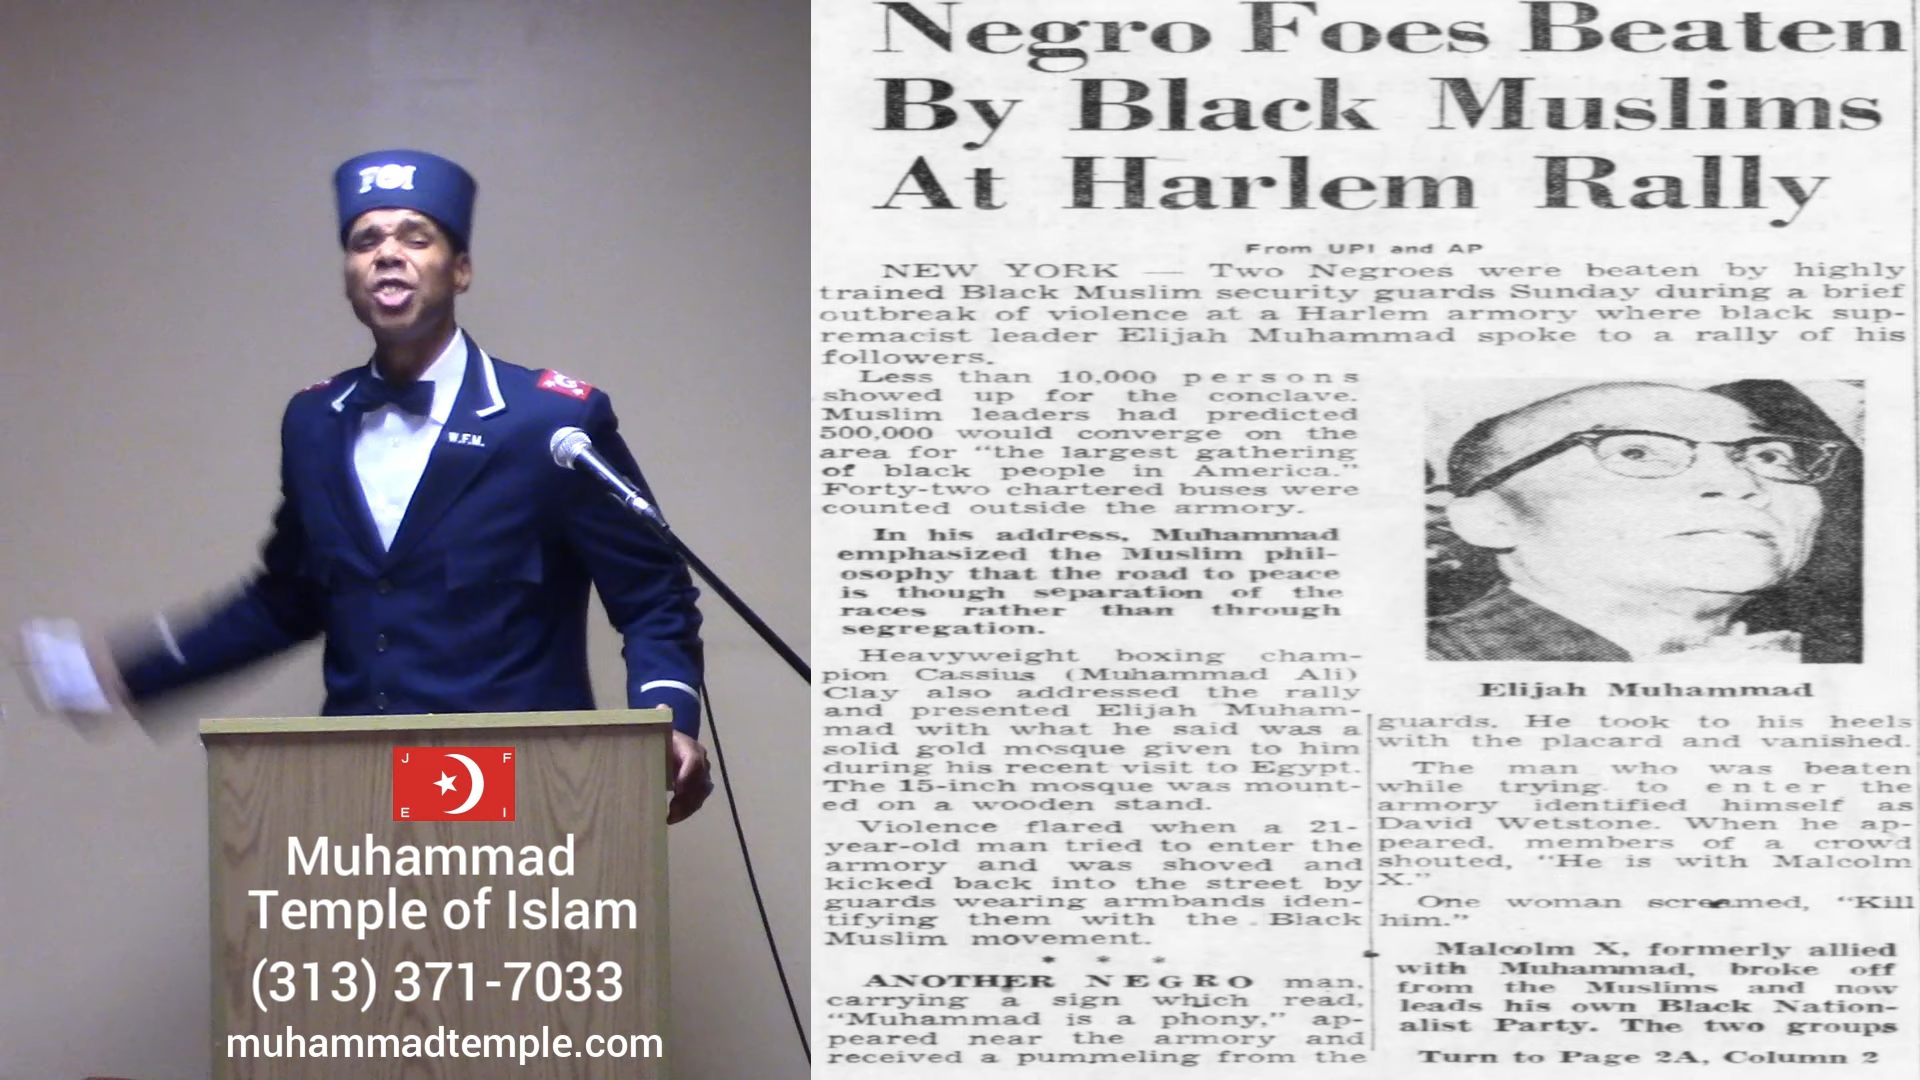 FOI
W.F.M.
J F
E I
Muhammad
Temple of Islam
(313) 371-7033
muhammadtemple.com
Negro Foes Beaten
By Black Muslims
At Harlem Rally
From UPI and AP
NEW YORK — Two Negroes were beaten by highly
trained Black Muslim security guards Sunday during a brief
outbreak of violence at a Harlem armory where black sup-
remacist leader Elijah Muhammad spoke to a rally of his
followers.
Less than 10,000 persons
showed up for the conclave.
Muslim leaders had predicted
500,000 would converge on the
area for "the largest gathering
of black people in America."
Forty-two chartered buses were
counted outside the armory.
In his address, Muhammad
emphasized the Muslim phil-
osophy that the road to peace
is though separation of the
races rather than through
segregation.
Heavyweight boxing cham-
pion Cassius (Muhammad Ali)
Clay also addressed the rally
and presented Elijah Muham-
mad with what he said was a
solid gold mosque given to him
during his recent visit to Egypt.
The 15-inch mosque was mount-
ed on a wooden stand.
Violence flared when a 21-
year-old man tried to enter the
armory and was shoved and
kicked back into the street by
guards wearing armbands iden-
tifying them with the Black
Muslim movement.
* * *
ANOTHER NEGRO man,
carrying a sign which read,
"Muhammad is a phony," ap-
peared near the armory and
received a pummeling from the
Elijah Muhammad
guards. He took to his heels
with the placard and vanished.
The man who was beaten
while trying to enter the
armory identified himself as
David Wetstone. When he ap-
peared, members of a crowd
shouted, "He is with Malcolm
X."
One woman screamed, "Kill
him."
Malcolm X, formerly allied
with Muhammad, broke off
from the Muslims and now
leads his own Black Nation-
alist Party. The two groups
Turn to Page 2A, Column 2